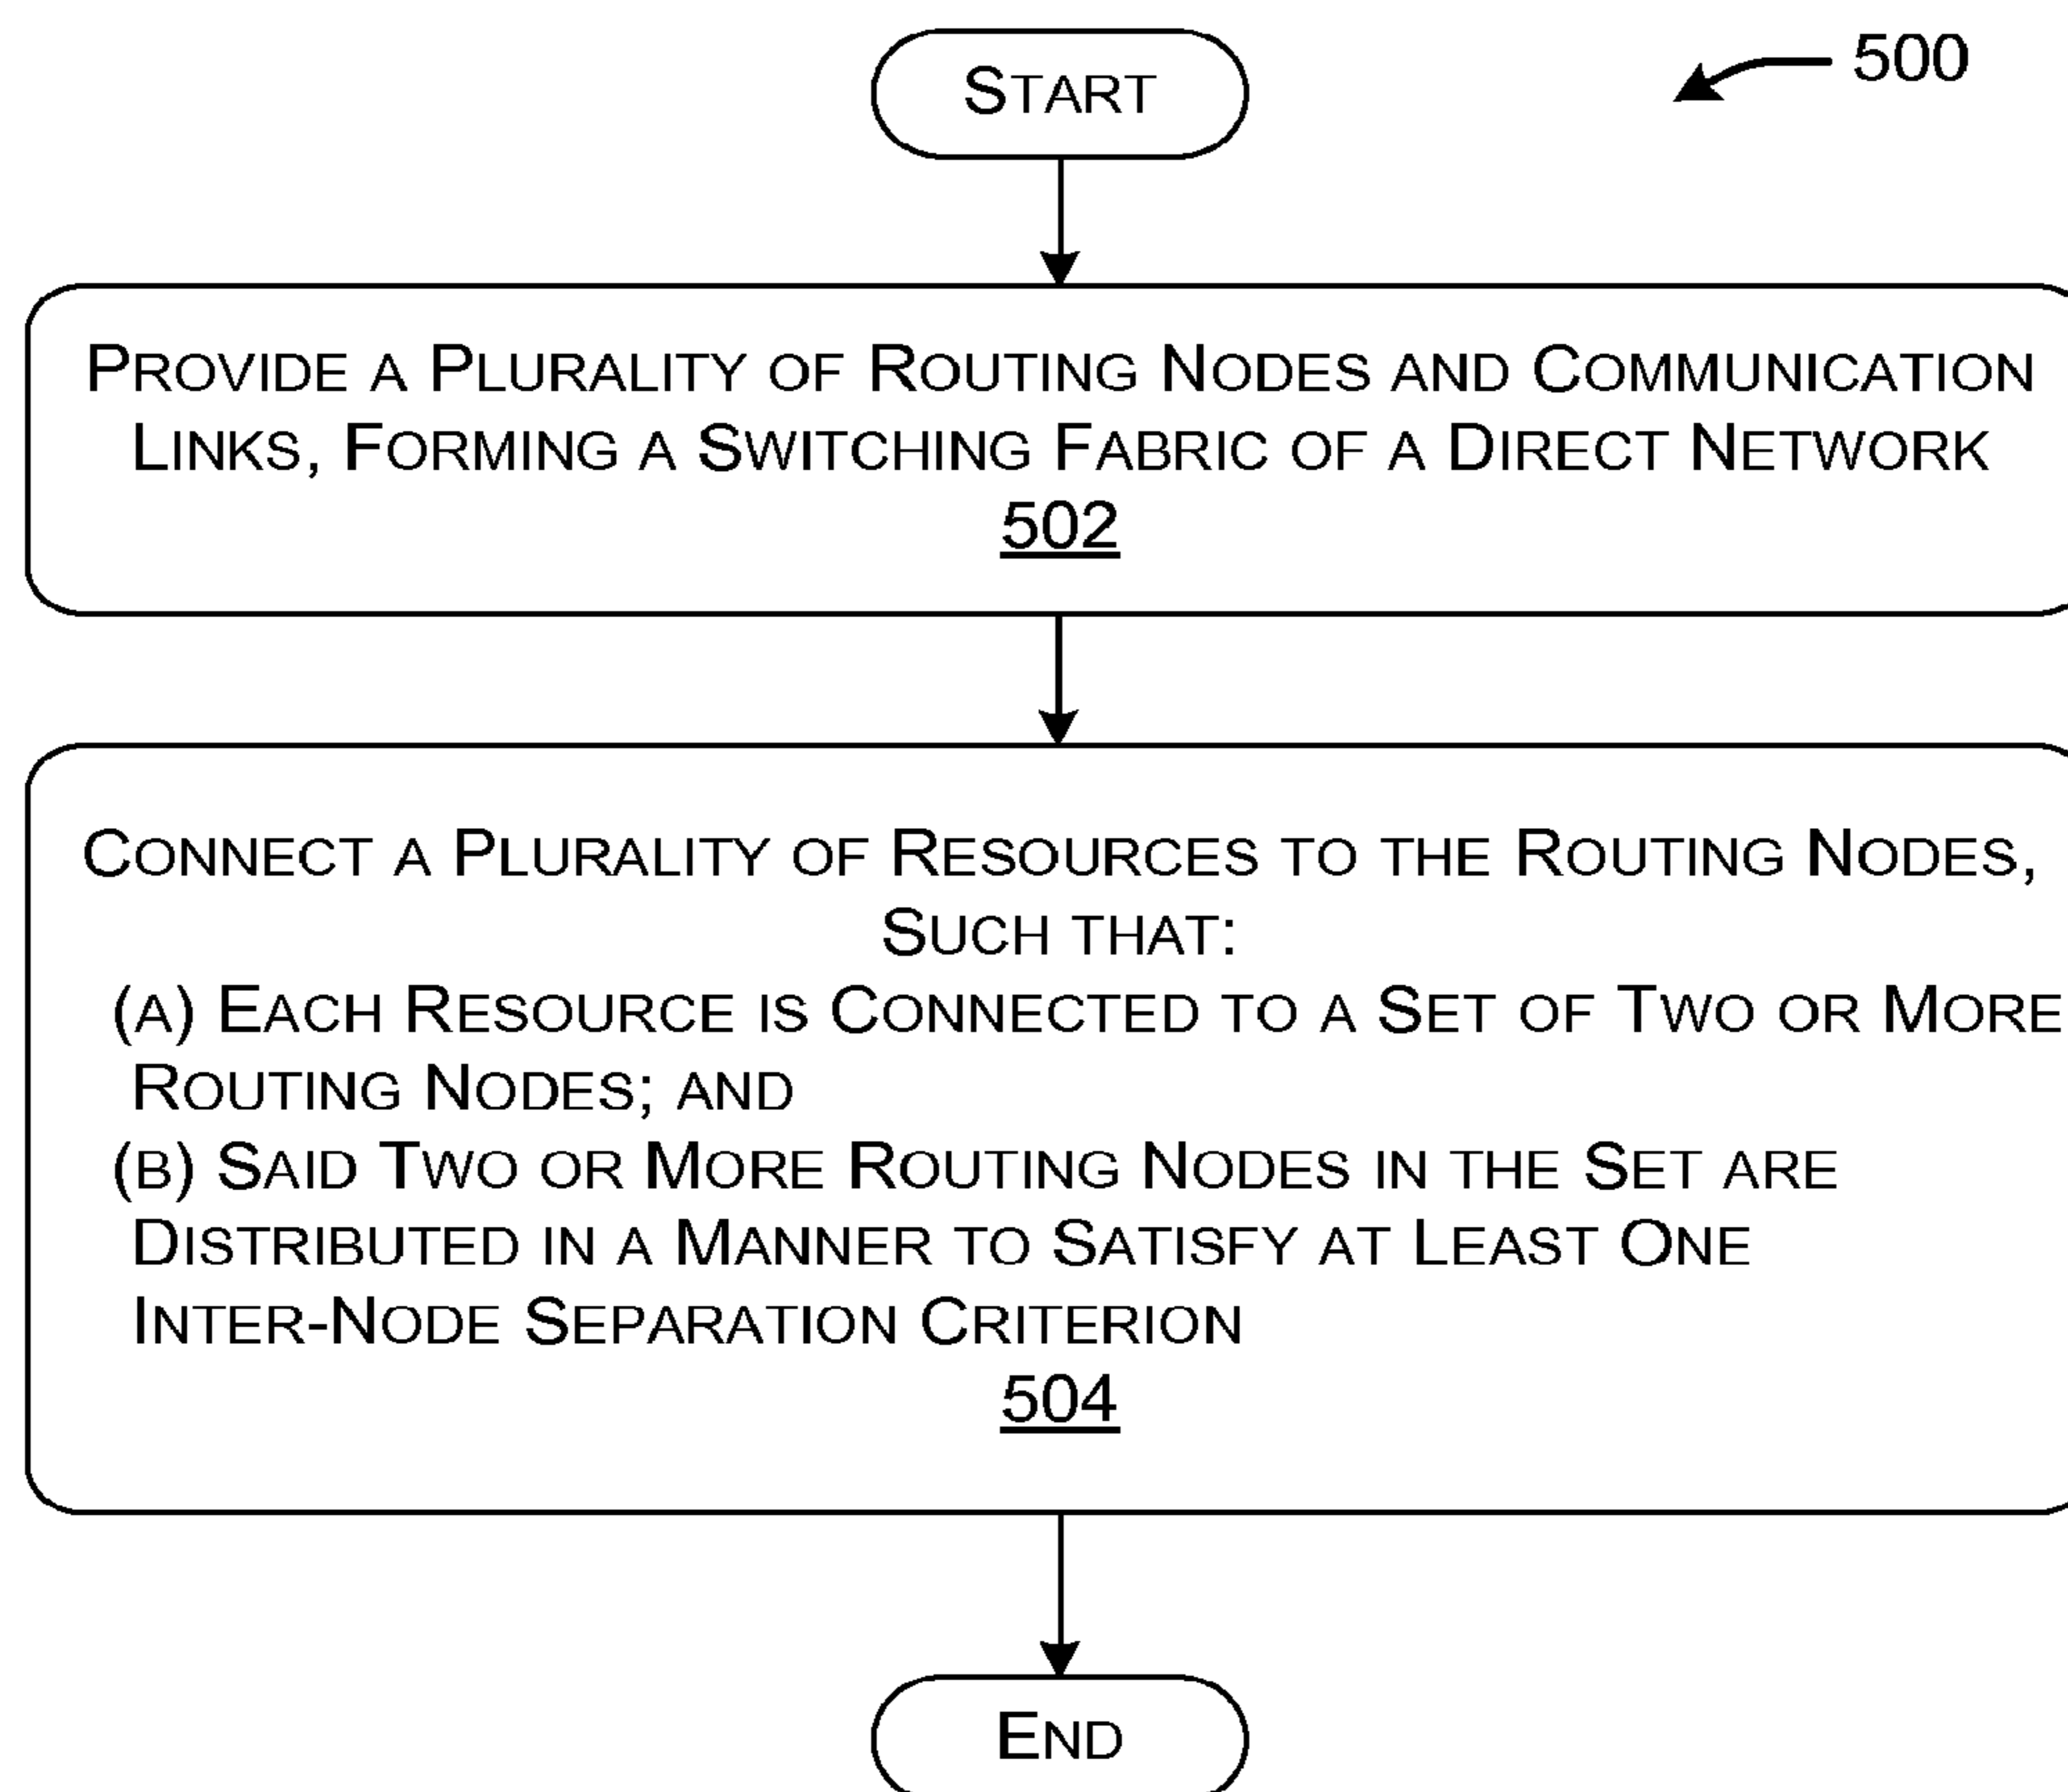 START
500
PROVIDE A PLURALITY OF ROUTING NODES AND COMMUNICATION
LINKS, FORMING A SWITCHING FABRIC OF A DIRECT NETWORK
502
CONNECT A PLURALITY OF RESOURCES TO THE ROUTING NODES,
SUCH THAT:
(A) EACH RESOURCE IS CONNECTED TO A SET OF TWO OR MORE
ROUTING NODES; AND
(B) SAID TWO OR MORE ROUTING NODES IN THE SET ARE
DISTRIBUTED IN A MANNER TO SATISFY AT LEAST ONE
INTER-NODE SEPARATION CRITERION
504
END